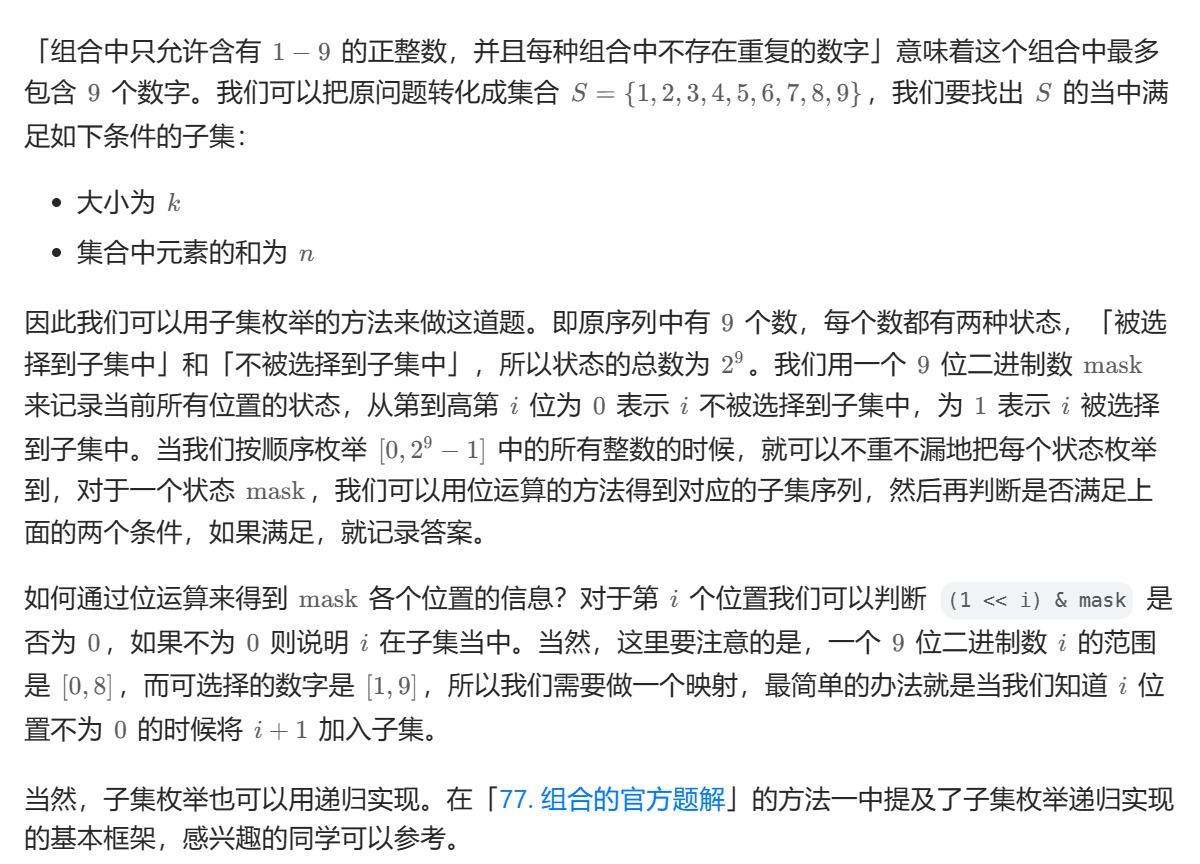 「组合中只允许含有 1 − 9 的正整数，并且每种组合中不存在重复的数字」意味着这个组合中最多
包含 9 个数字。我们可以把原问题转化成集合 S = {1, 2, 3, 4, 5, 6, 7, 8, 9}，我们要找出 S 的当中满
足如下条件的子集：
• 大小为 k
• 集合中元素的和为 n
因此我们可以用子集枚举的方法来做这道题。即原序列中有 9 个数，每个数都有两种状态，「被选
择到子集中」和「不被选择到子集中」，所以状态的总数为 2⁹。我们用一个 9 位二进制数 mask
来记录当前所有位置的状态，从第到高第 i 位为 0 表示 i 不被选择到子集中，为 1 表示 i 被选择
到子集中。当我们按顺序枚举 [0, 2⁹ − 1] 中的所有整数的时候，就可以不重不漏地把每个状态枚举
到，对于一个状态 mask，我们可以用位运算的方法得到对应的子集序列，然后再判断是否满足上
面的两个条件，如果满足，就记录答案。
如何通过位运算来得到 mask 各个位置的信息？对于第 i 个位置我们可以判断 (1 << i) & mask 是
否为 0，如果不为 0 则说明 i 在子集当中。当然，这里要注意的是，一个 9 位二进制数 i 的范围
是 [0, 8]，而可选择的数字是 [1, 9]，所以我们需要做一个映射，最简单的办法就是当我们知道 i 位
置不为 0 的时候将 i + 1 加入子集。
当然，子集枚举也可以用递归实现。在「77. 组合的官方题解」的方法一中提及了子集枚举递归实现
的基本框架，感兴趣的同学可以参考。